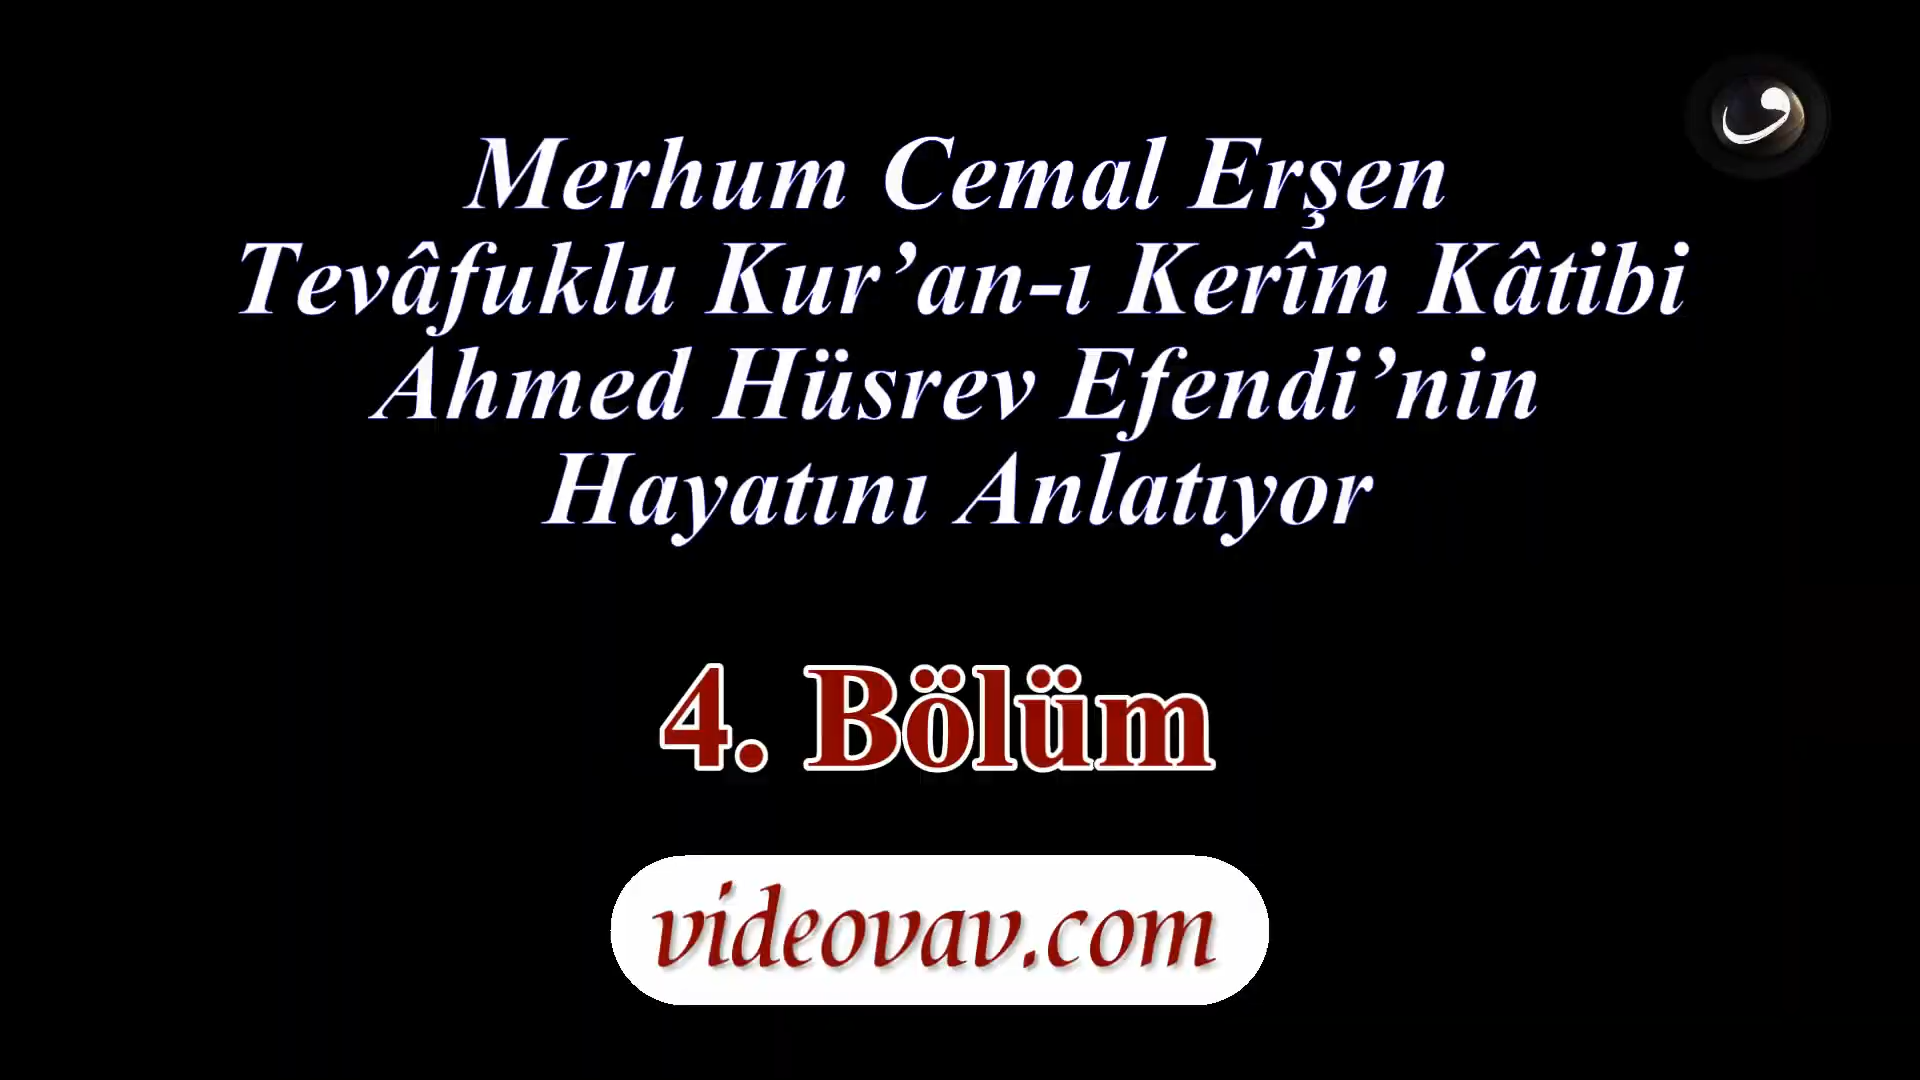 Merhum Cemal Erşen
Tevâfuklu Kur’an-ı Kerîm Kâtibi
Ahmed Hüsrev Efendi’nin
Hayatını Anlatıyor
4. Bölüm
videovav.com
و